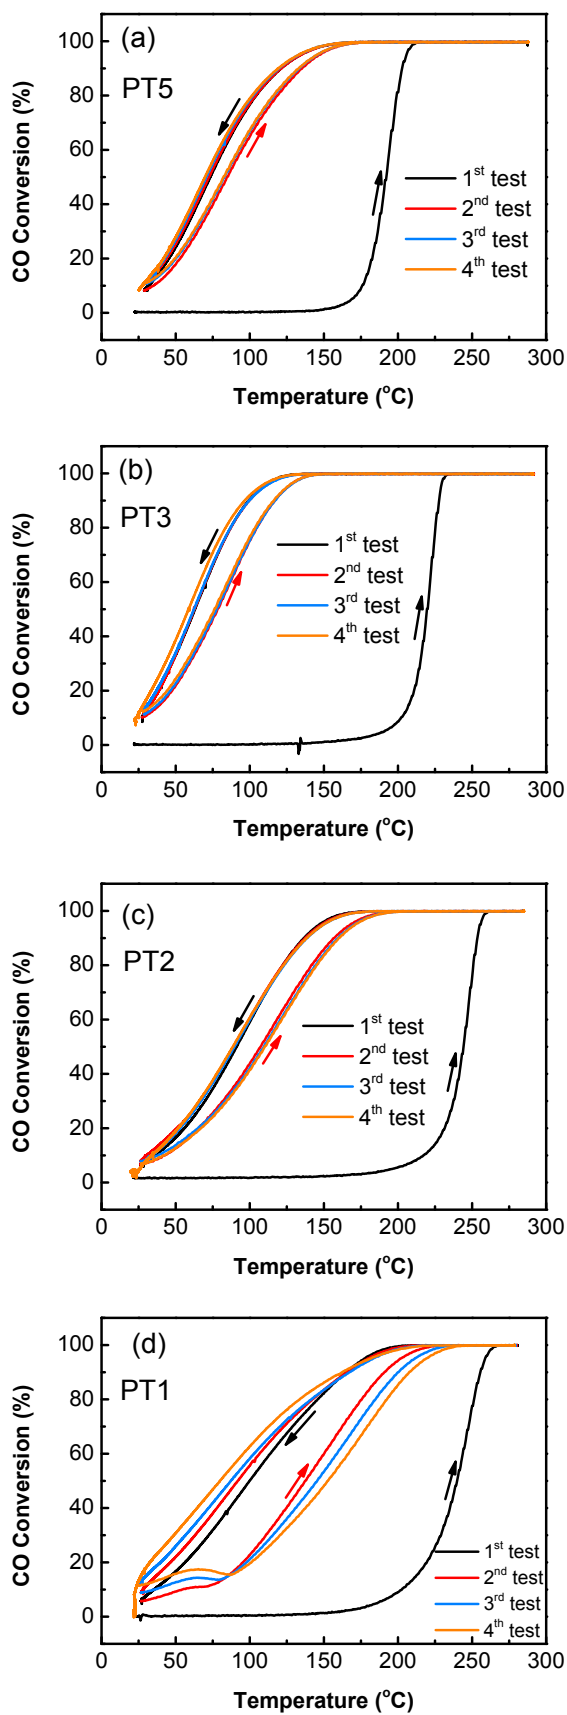 (a)
PT5
CO Conversion (%)
100
80
60
40
20
0
1st test
2nd test
3rd test
4th test
0 50 100 150 200 250 300
Temperature (oC)
(b)
PT3
CO Conversion (%)
100
80
60
40
20
0
1st test
2nd test
3rd test
4th test
0 50 100 150 200 250 300
Temperature (oC)
(c)
PT2
CO Conversion (%)
100
80
60
40
20
0
1st test
2nd test
3rd test
4th test
0 50 100 150 200 250 300
Temperature (oC)
(d)
PT1
CO Conversion (%)
100
80
60
40
20
0
1st test
2nd test
3rd test
4th test
0 50 100 150 200 250 300
Temperature (oC)